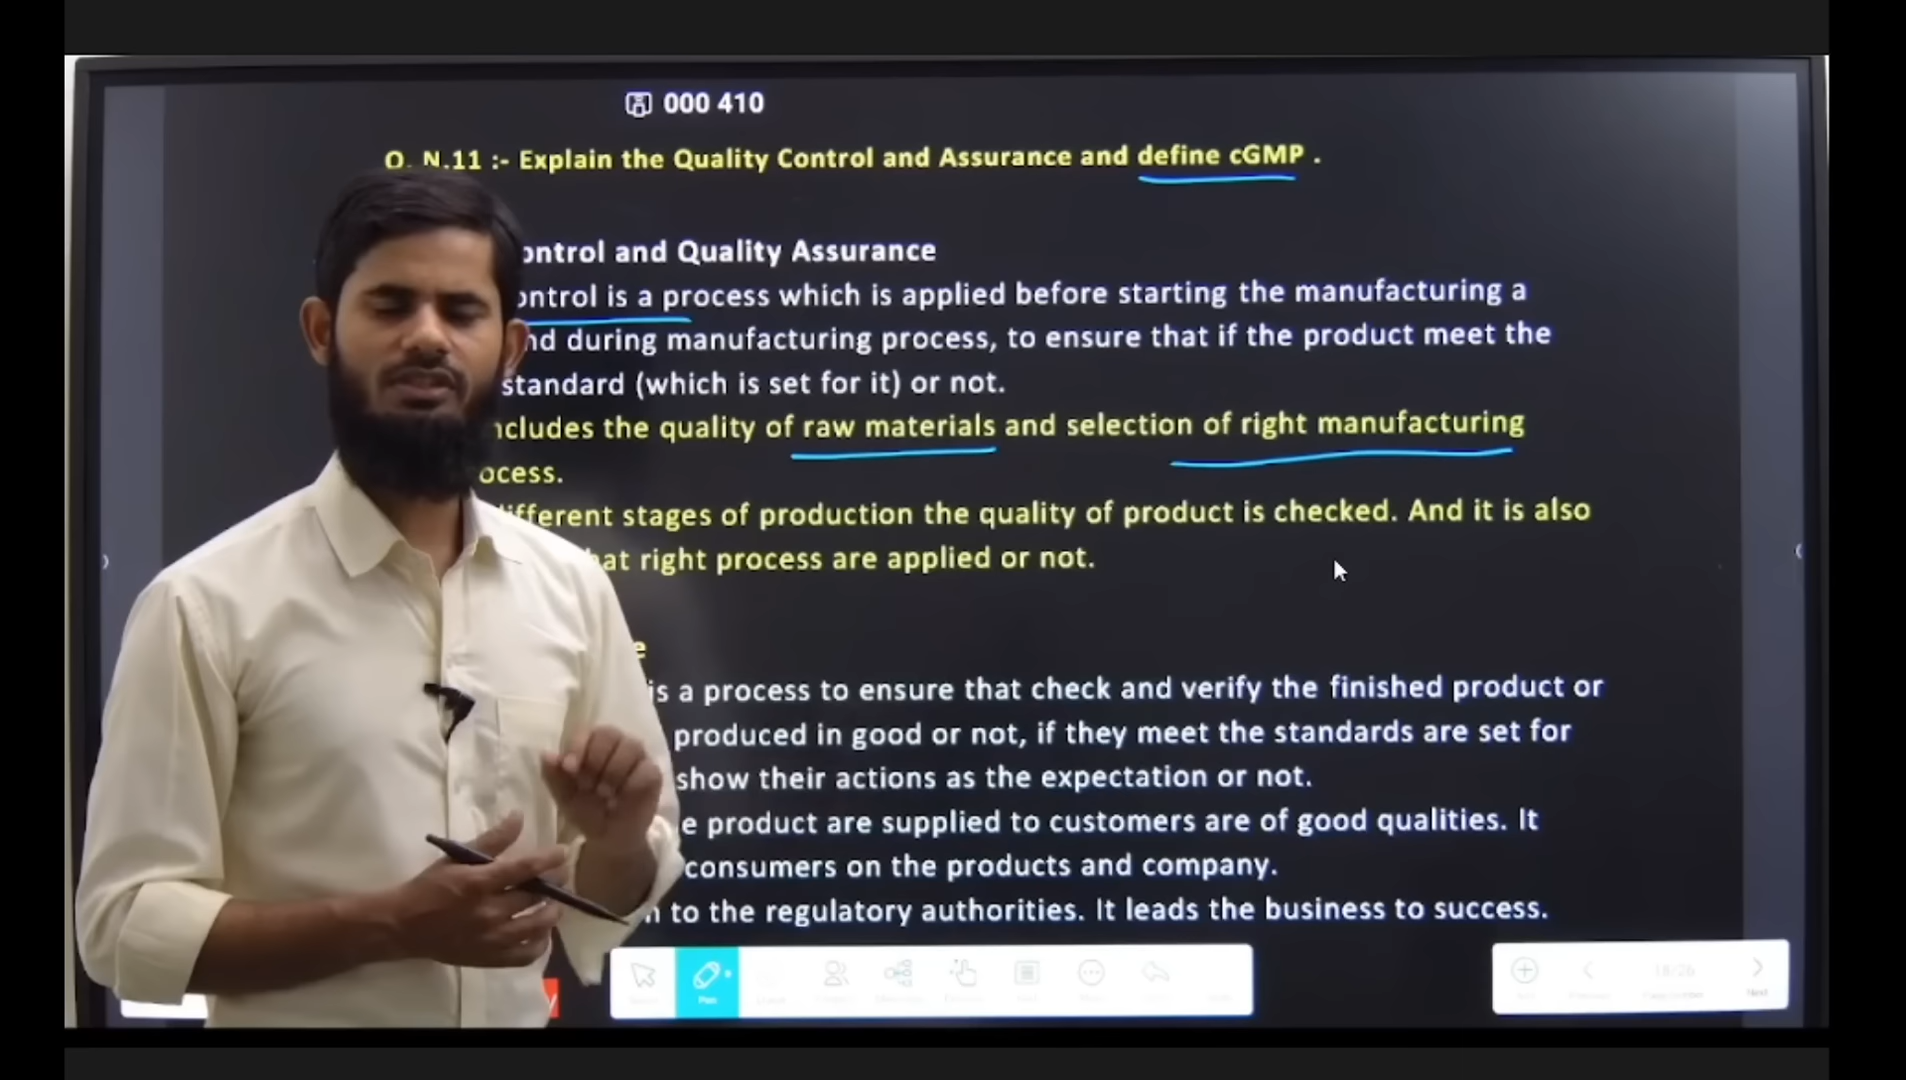 000 410
Q. N.11 :- Explain the Quality Control and Assurance and define cGMP .
ontrol and Quality Assurance
ontrol is a process which is applied before starting the manufacturing a
nd during manufacturing process, to ensure that if the product meet the
standard (which is set for it) or not.
ncludes the quality of raw materials and selection of right manufacturing
ocess.
ifferent stages of production the quality of product is checked. And it is also
hat right process are applied or not.
e
is a process to ensure that check and verify the finished product or
produced in good or not, if they meet the standards are set for
show their actions as the expectation or not.
e product are supplied to customers are of good qualities. It
consumers on the products and company.
n to the regulatory authorities. It leads the business to success.
Pen
18/26
Next